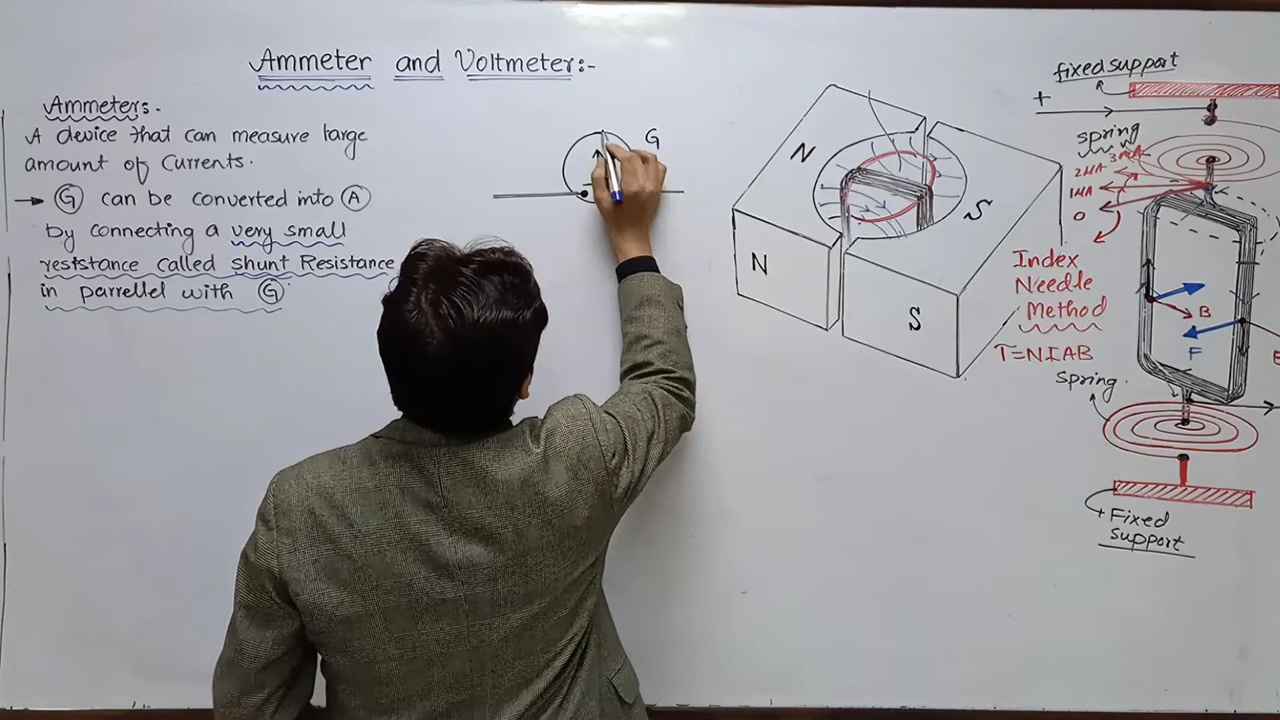 Ammeter and Voltmeter:-
Ammeters:-
A device that can measure large
amount of Currents.
→ G can be converted into A
by connecting a very small
resistance called Shunt Resistance
in parrellel with G
G
N
S
N
S
fixed support
+
spring
3MA
2MA
1MA
0
Index
Needle
Method
T=NIAB
B
F
Spring.
Fixed
support